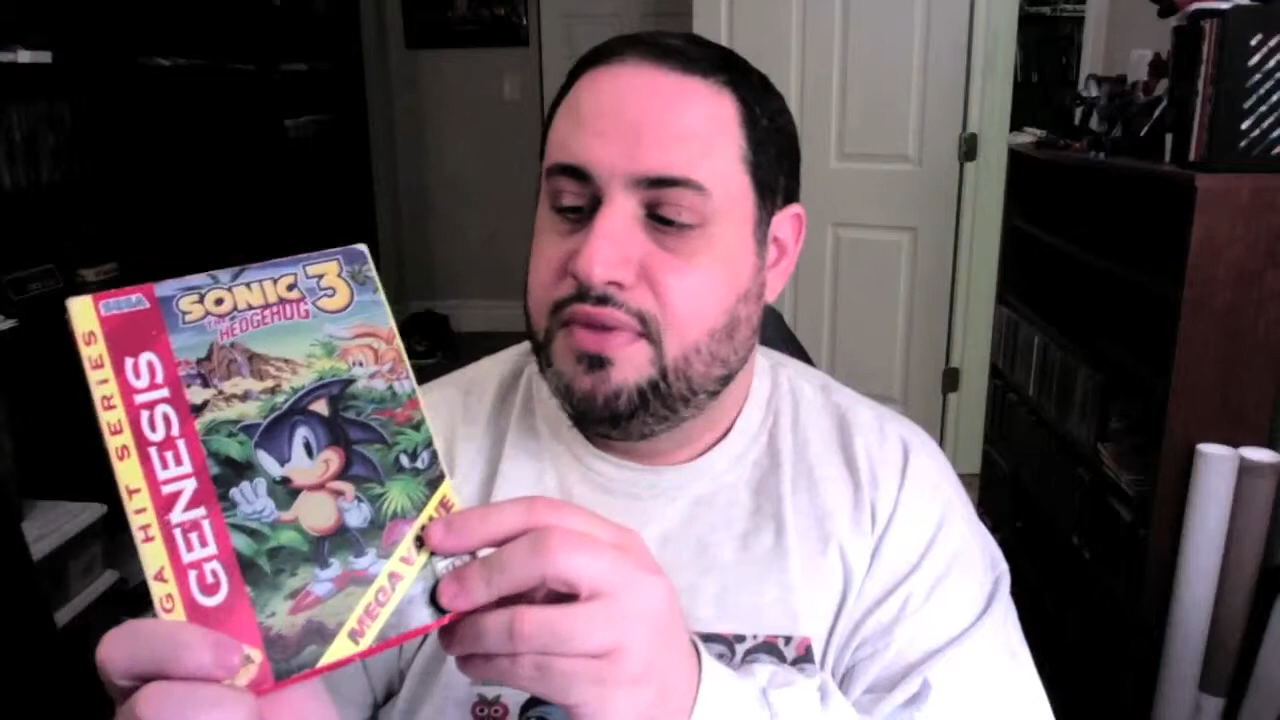 SEGA
SONIC
THE
HEDGEHOG
3
GENESIS
GA HIT SERIES
MEGA